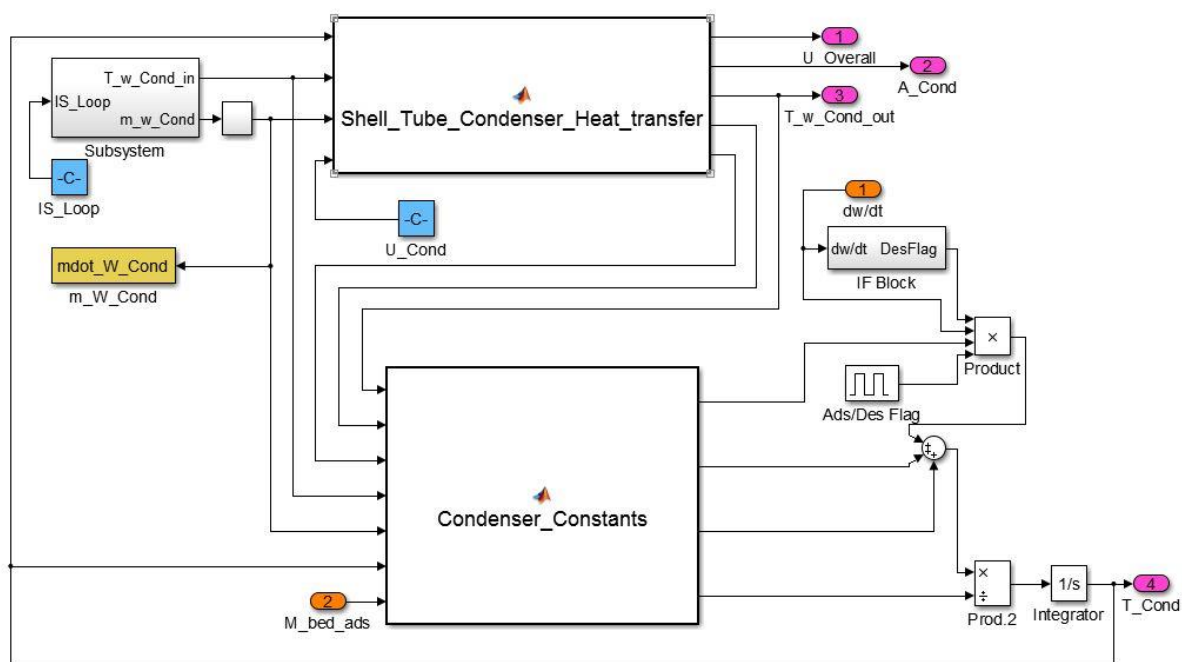 1
U_Overall
2
A_Cond
3
T_w_Cond_out
T_w_Cond_in
IS_Loop
m_w_Cond
Subsystem
Shell_Tube_Condenser_Heat_transfer
-C-
IS_Loop
-C-
U_Cond
1
dw/dt
dw/dt DesFlag
IF Block
mdot_W_Cond
m_W_Cond
×
Product
Ads/Des Flag
+
+
+
Condenser_Constants
×
÷
Prod.2
1/s
Integrator
4
T_Cond
2
M_bed_ads